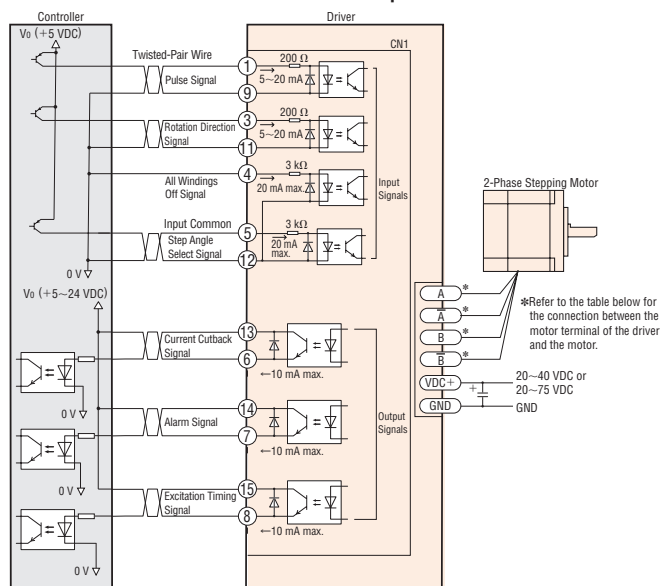 Controller
Driver
V0 (+5 VDC)
CN1
Twisted-Pair Wire
Pulse Signal
1
200 Ω
5~20 mA
9
Rotation Direction
Signal
3
200 Ω
5~20 mA
11
All Windings
Off Signal
4
3 kΩ
20 mA max.
Input
Signals
Input Common
Step Angle
Select Signal
5
3 kΩ
20 mA
max.
12
0 V
V0 (+5~24 VDC)
Current Cutback
Signal
13
6
←10 mA max.
0 V
Alarm Signal
14
7
←10 mA max.
Output
Signals
0 V
Excitation Timing
Signal
15
8
←10 mA max.
0 V
2-Phase Stepping Motor
A *
A̅ *
B *
B̅ *
VDC+
GND
+
20~40 VDC or
20~75 VDC
GND
*Refer to the table below for
the connection between the
motor terminal of the driver
and the motor.